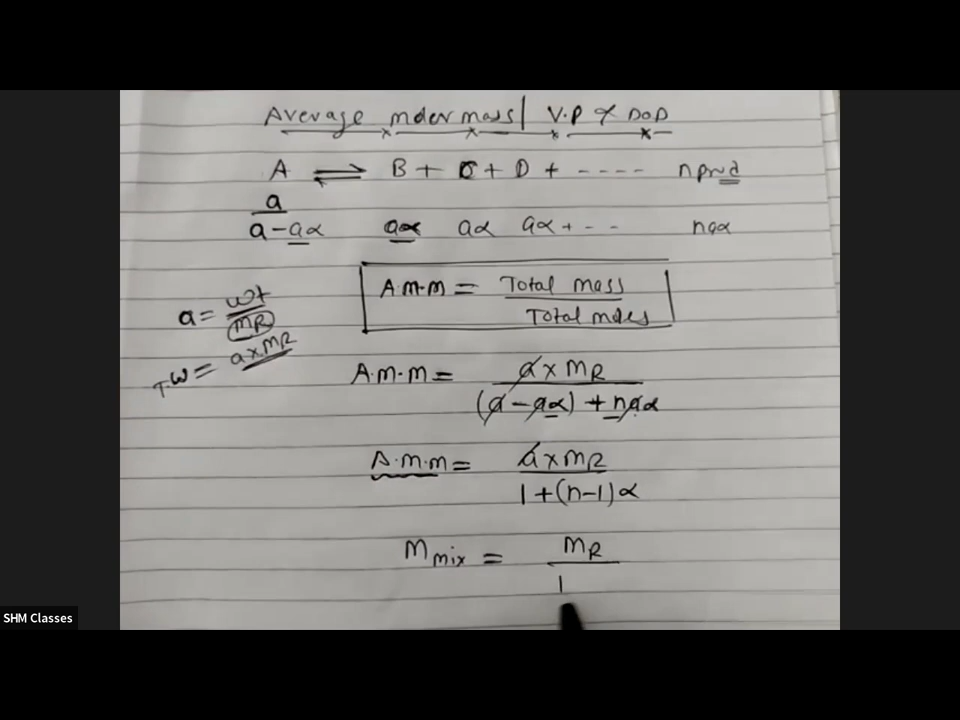 Average molar mass | V.P α DOD
A ⇌ B + C + D + ---- n prod
a
a - aα aα aα aα + -- naα
A.M.M = Total mass / Total moles
a = wt / MR
T.W = a x MR
A.M.M = a x MR / (a - aα) + naα
A.M.M = a x MR / 1 + (n-1)α
M mix = MR / 1
SHM Classes